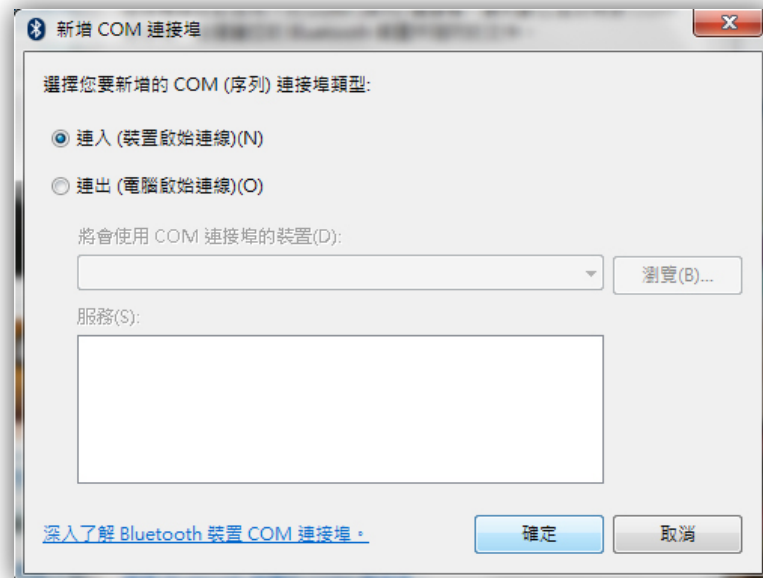 新增 COM 連接埠
選擇您要新增的 COM (序列) 連接埠類型:
連入 (裝置啟始連線)(N)
連出 (電腦啟始連線)(O)
將會使用 COM 連接埠的裝置(D):
瀏覽(B)...
服務(S):
深入了解 Bluetooth 裝置 COM 連接埠。
確定
取消